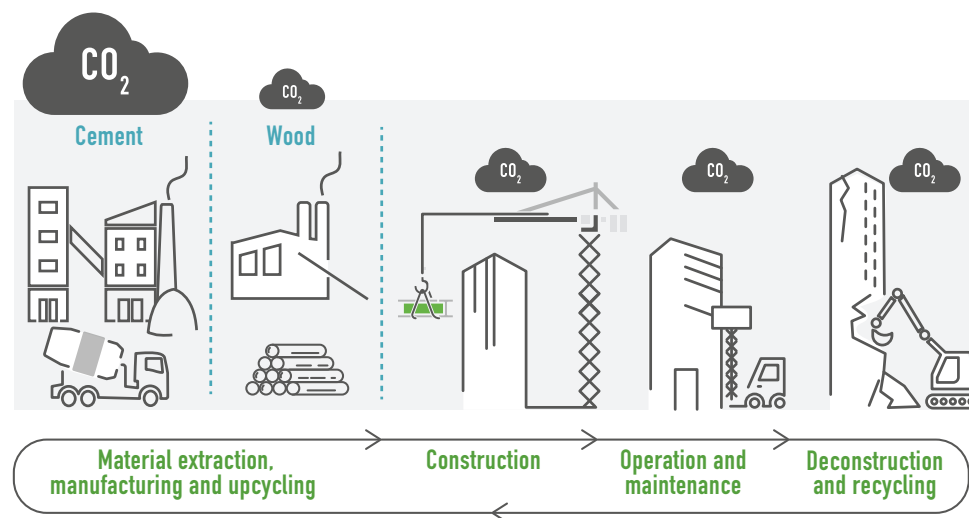 CO₂
CO₂
Cement
Wood
CO₂
CO₂
CO₂
Material extraction,
manufacturing and upcycling
Construction
Operation and
maintenance
Deconstruction
and recycling